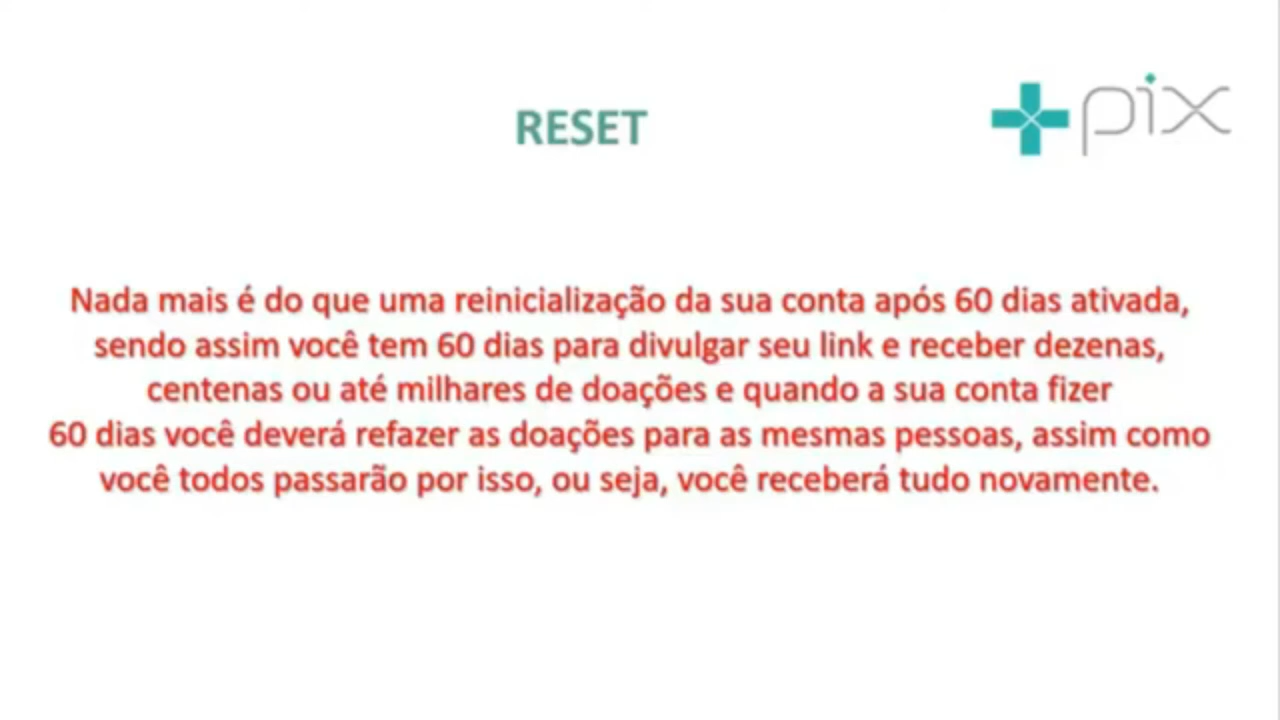 RESET
pix
Nada mais é do que uma reinicialização da sua conta após 60 dias ativada,
sendo assim você tem 60 dias para divulgar seu link e receber dezenas,
centenas ou até milhares de doações e quando a sua conta fizer
60 dias você deverá refazer as doações para as mesmas pessoas, assim como
você todos passarão por isso, ou seja, você receberá tudo novamente.